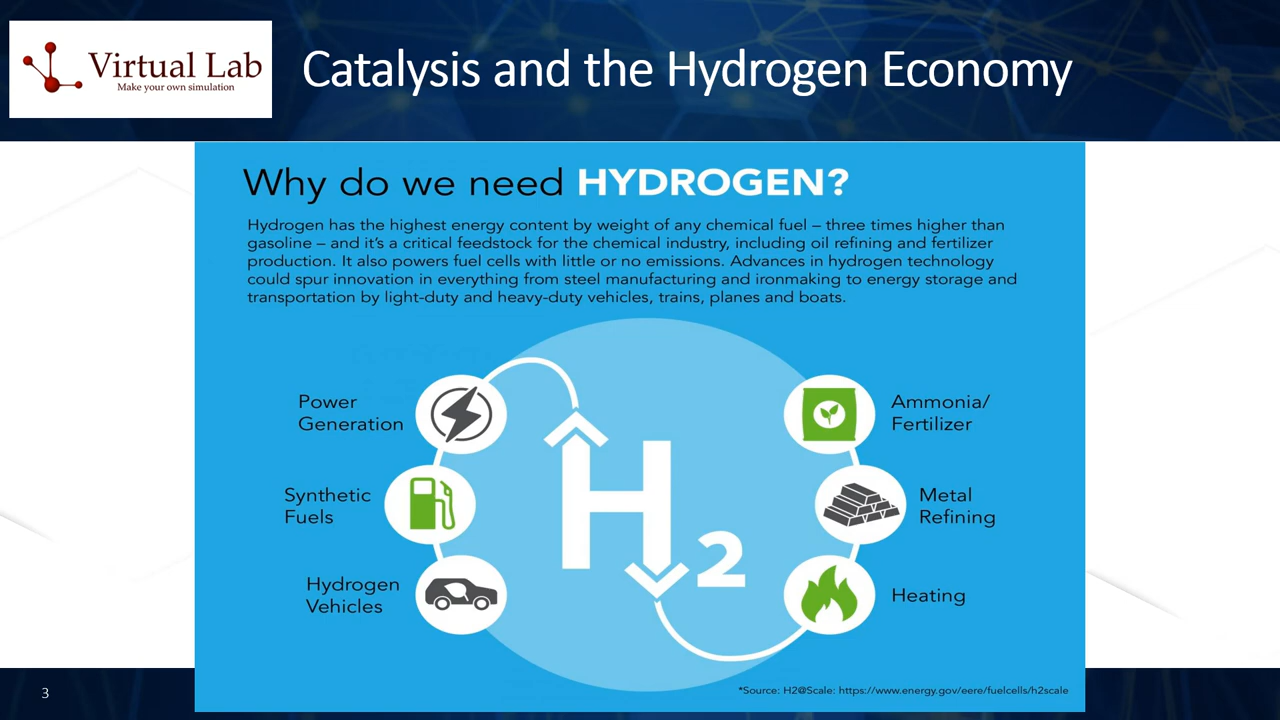 Virtual Lab
Make your own simulation
Catalysis and the Hydrogen Economy
Why do we need HYDROGEN?
Hydrogen has the highest energy content by weight of any chemical fuel – three times higher than
gasoline – and it's a critical feedstock for the chemical industry, including oil refining and fertilizer
production. It also powers fuel cells with little or no emissions. Advances in hydrogen technology
could spur innovation in everything from steel manufacturing and ironmaking to energy storage and
transportation by light-duty and heavy-duty vehicles, trains, planes and boats.
Power
Generation
Synthetic
Fuels
Hydrogen
Vehicles
H2
Ammonia/
Fertilizer
Metal
Refining
Heating
*Source: H2@Scale: https://www.energy.gov/eere/fuelcells/h2scale
3